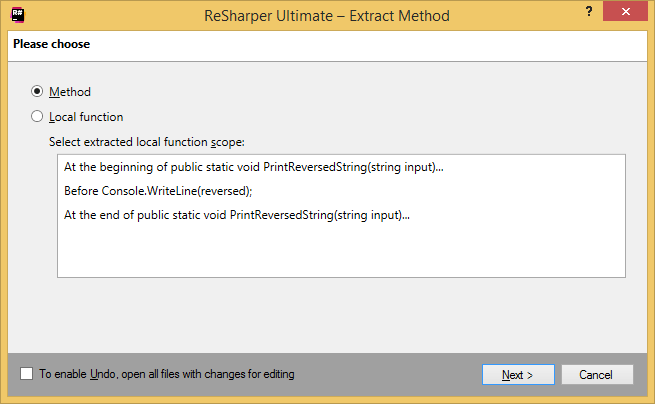 R#
ReSharper Ultimate – Extract Method
?
Please choose
Method
Local function
Select extracted local function scope:
At the beginning of public static void PrintReversedString(string input)...
Before Console.WriteLine(reversed);
At the end of public static void PrintReversedString(string input)...
To enable Undo, open all files with changes for editing
Next >
Cancel